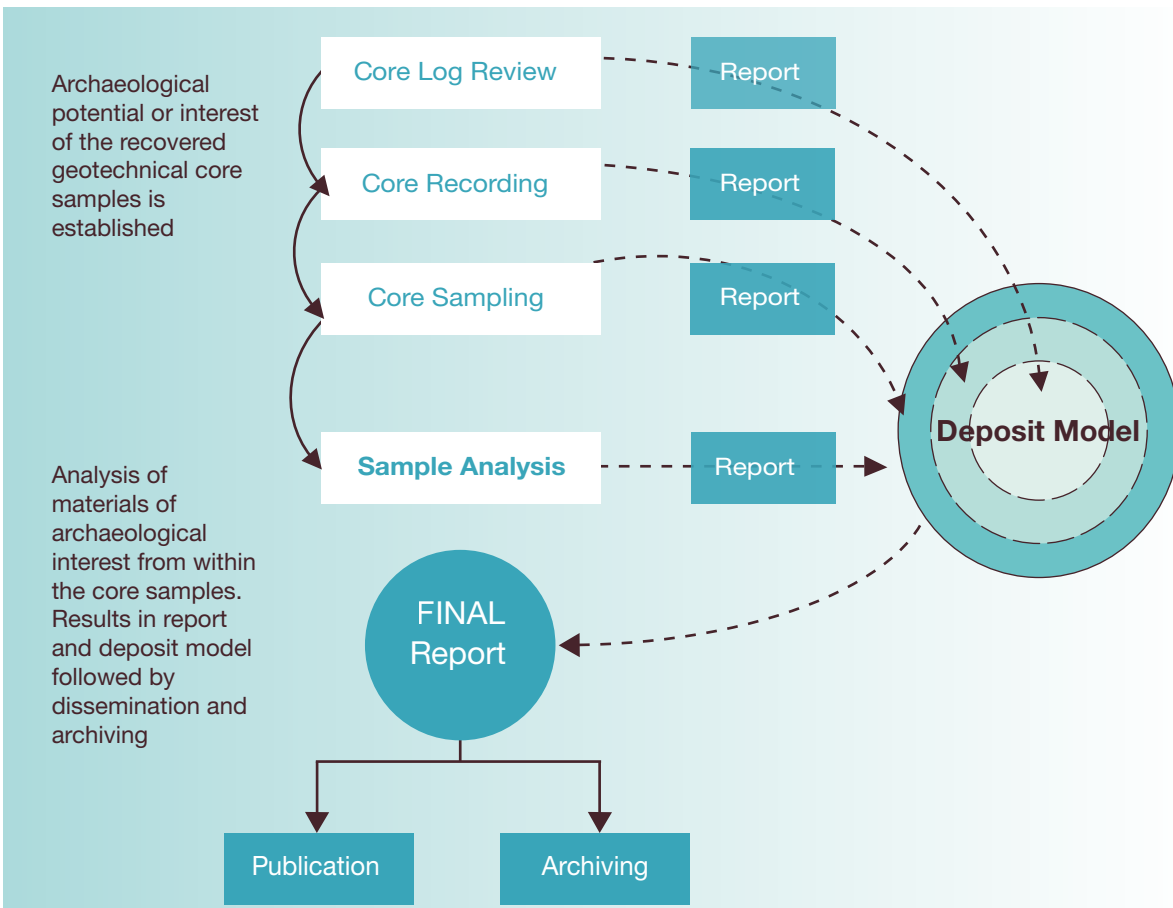 Archaeological
potential or interest
of the recovered
geotechnical core
samples is
established
Core Log Review
Report
Core Recording
Report
Core Sampling
Report
Deposit Model
Sample Analysis
Report
Analysis of
materials of
archaeological
interest from within
the core samples.
Results in report
and deposit model
followed by
dissemination and
archiving
FINAL
Report
Publication
Archiving